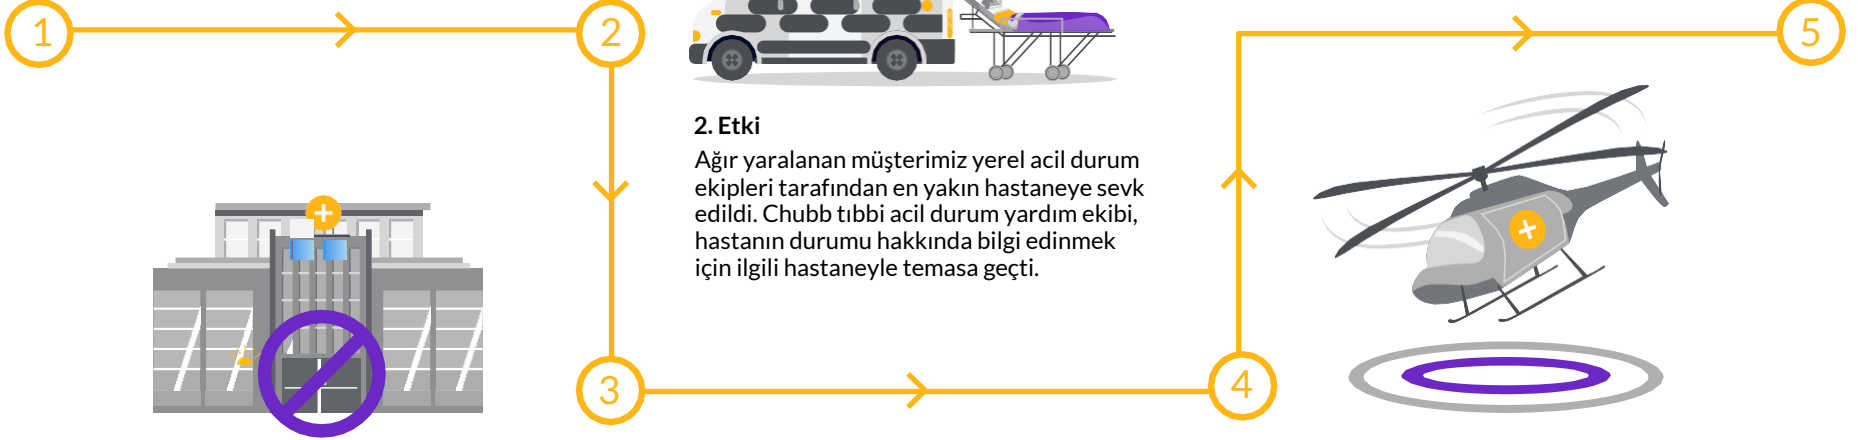 1
2
5
2. Etki
Ağır yaralanan müşterimiz yerel acil durum
ekipleri tarafından en yakın hastaneye sevk
edildi. Chubb tıbbi acil durum yardım ekibi,
hastanın durumu hakkında bilgi edinmek
için ilgili hastaneyle temasa geçti.
3
4